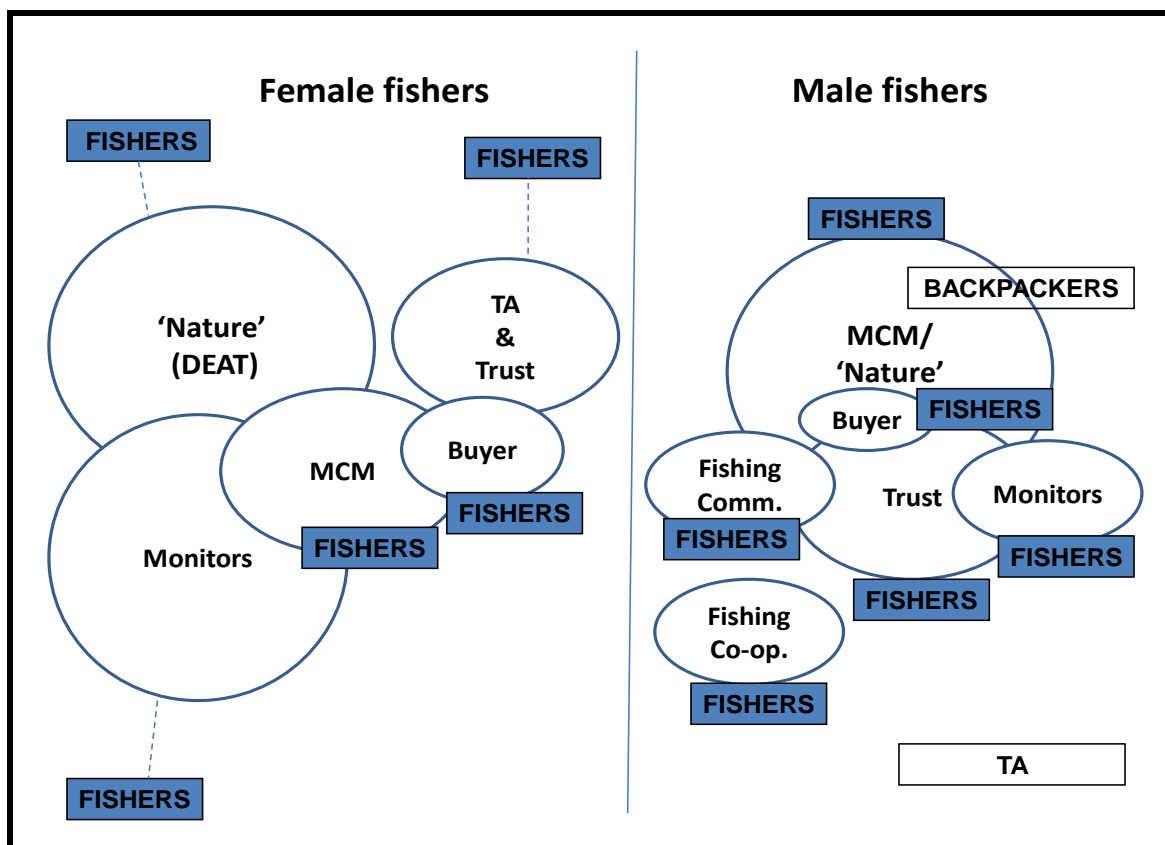 Female fishers
FISHERS
FISHERS
‘Nature’
(DEAT)
TA
&
Trust
Buyer
MCM
FISHERS
FISHERS
Monitors
FISHERS
Male fishers
FISHERS
BACKPACKERS
MCM/
‘Nature’
Buyer
FISHERS
Fishing
Comm.
Trust
Monitors
FISHERS
FISHERS
FISHERS
Fishing
Co-op.
FISHERS
TA